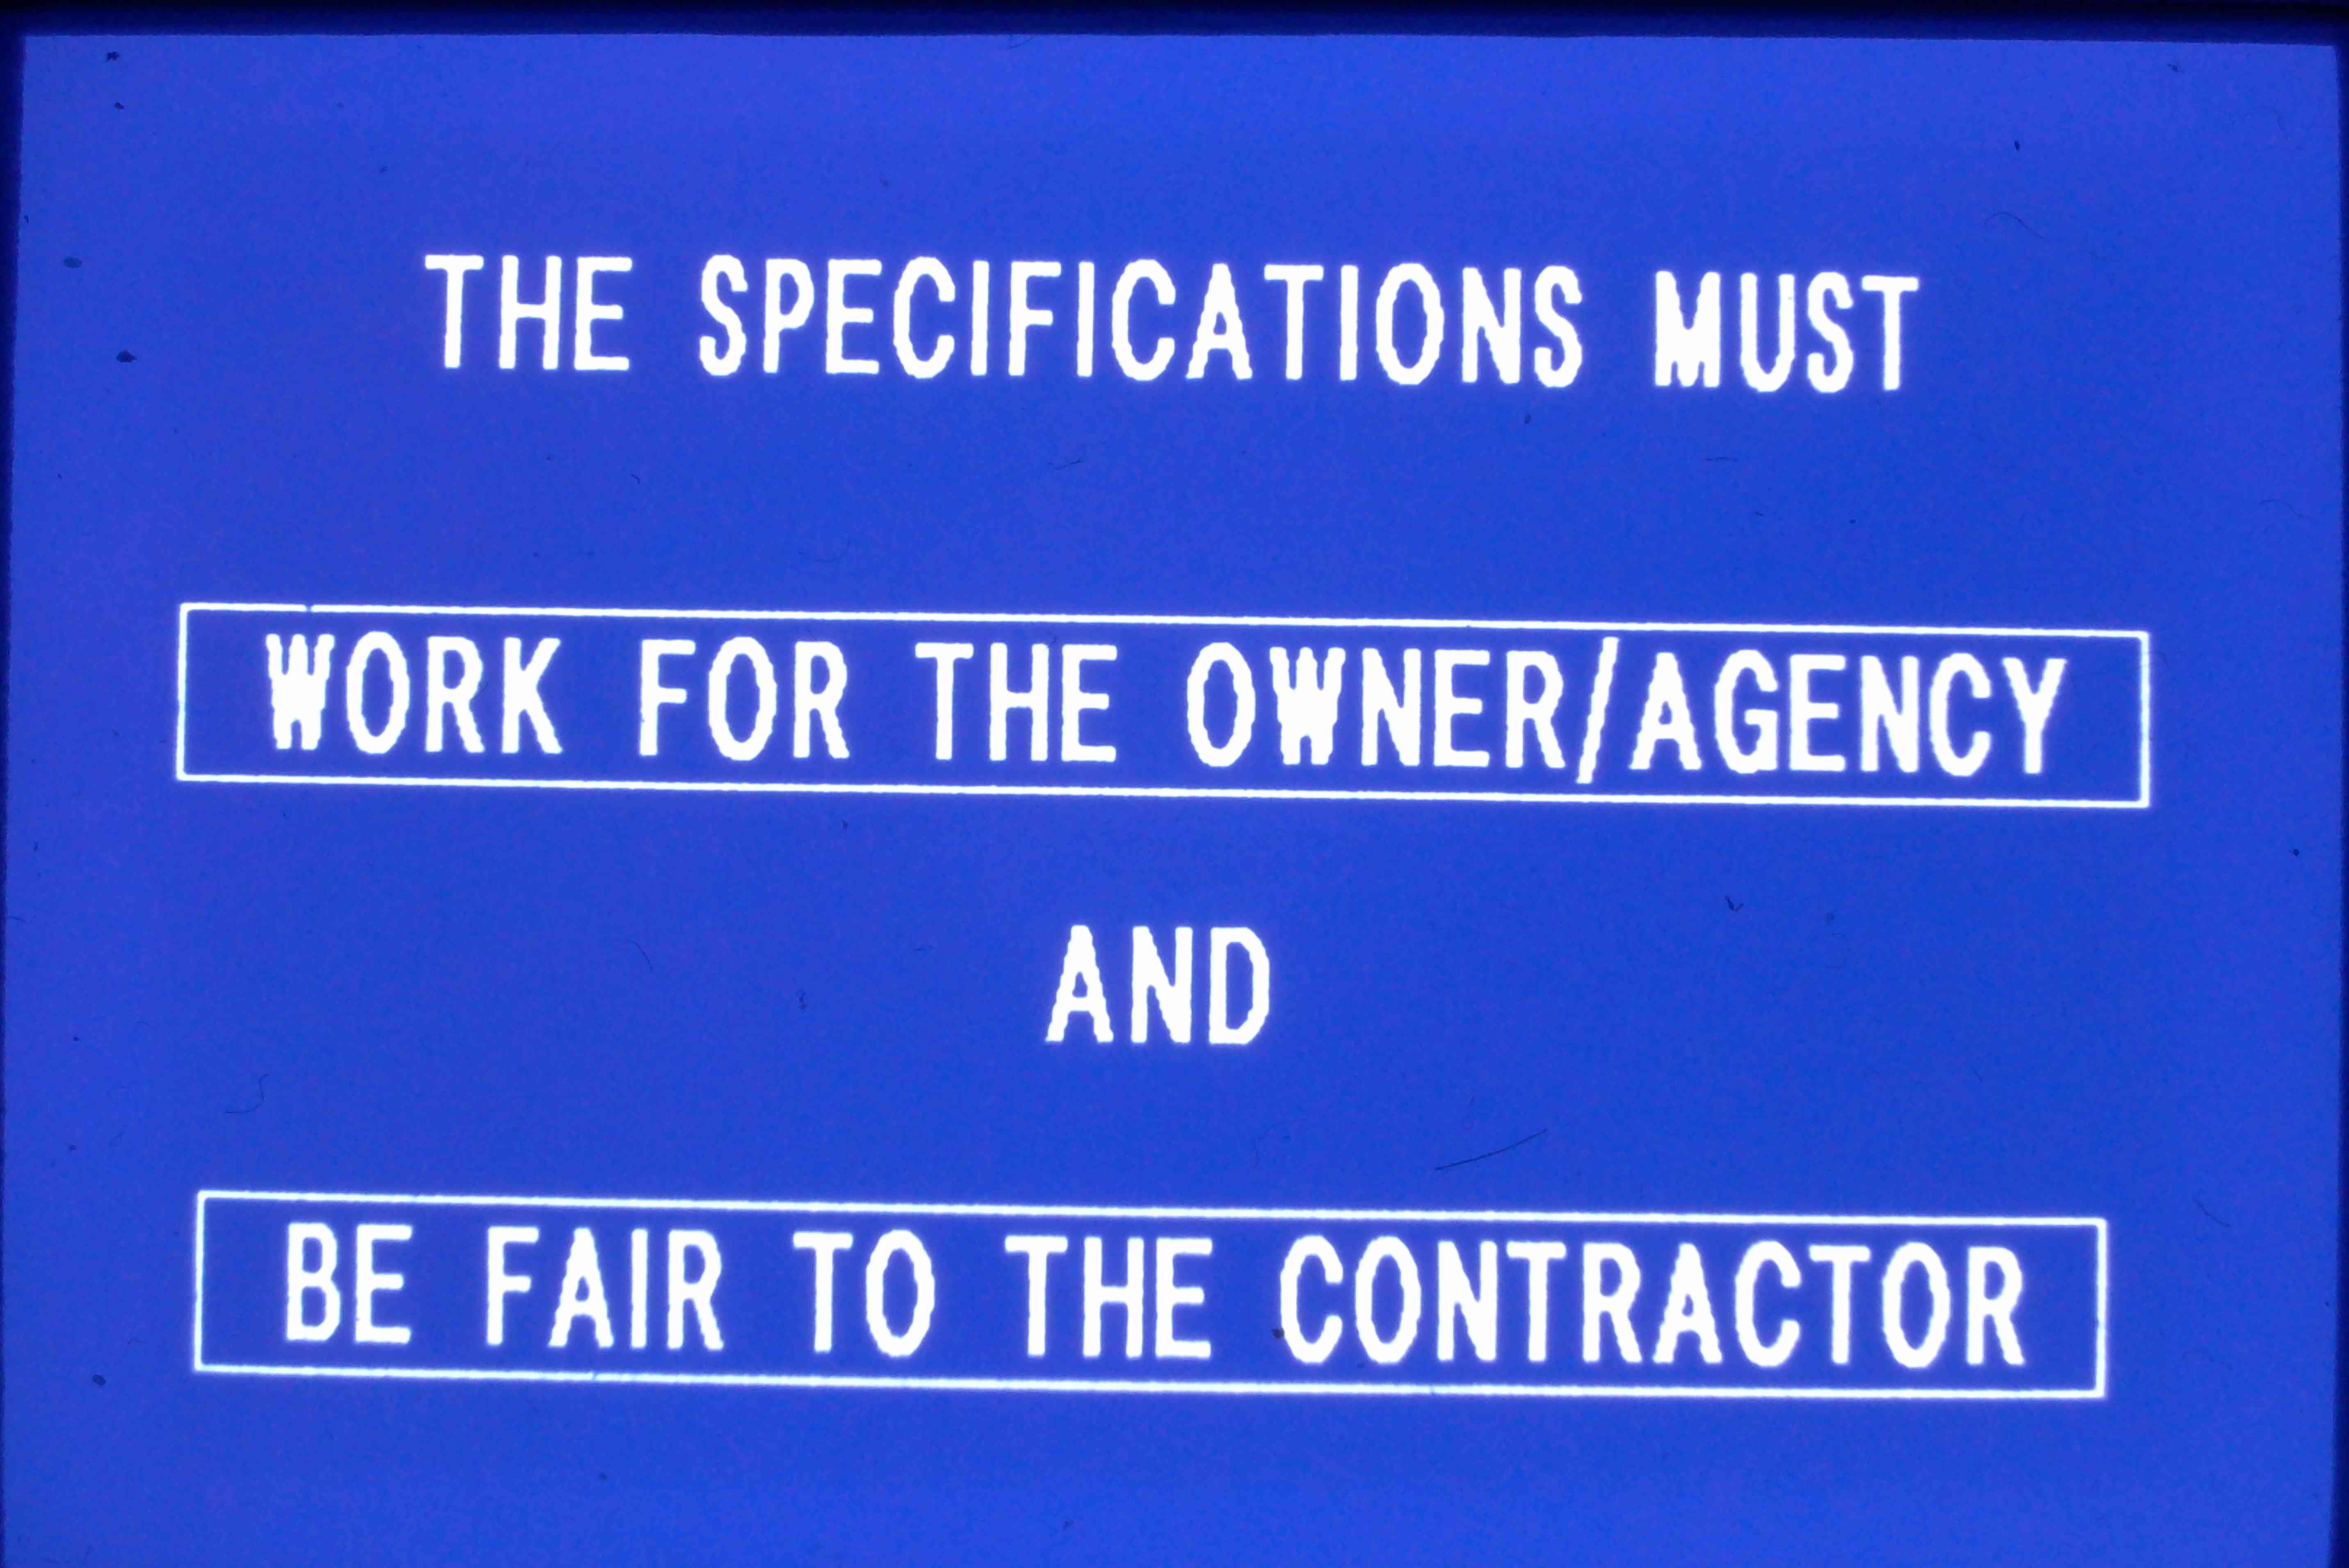 THE SPECIFICATIONS MUST
WORK FOR THE OWNER/AGENCY
AND
BE FAIR TO THE CONTRACTOR